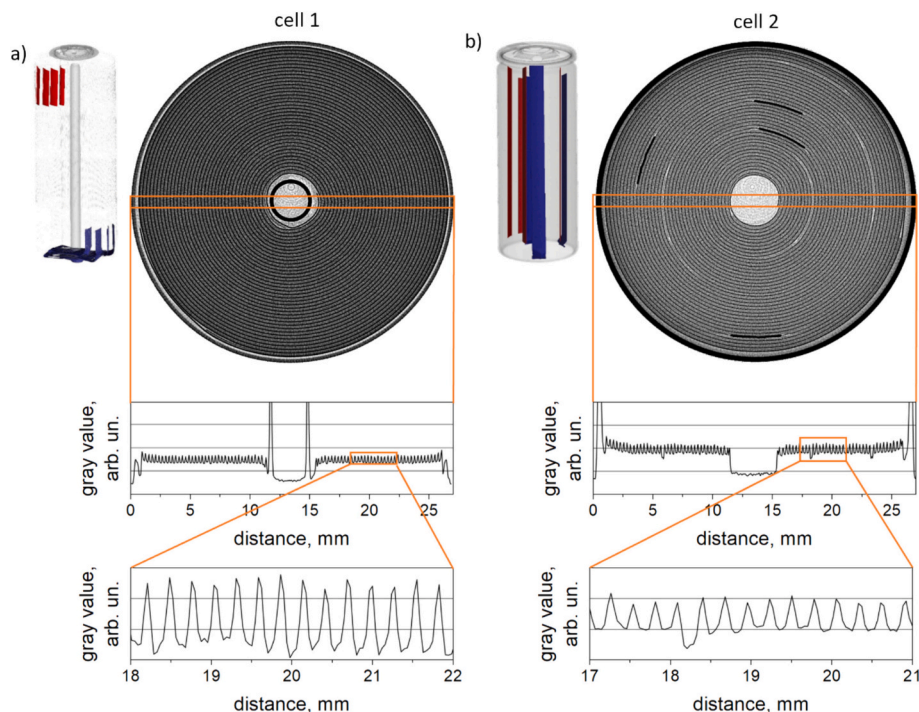 cell 1
cell 2
a)
b)
gray value,
arb. un.
0 5 10 15 20 25
distance, mm
gray value,
arb. un.
0 5 10 15 20 25
distance, mm
gray value,
arb. un.
18 19 20 21 22
distance, mm
gray value,
arb. un.
17 18 19 20 21
distance, mm